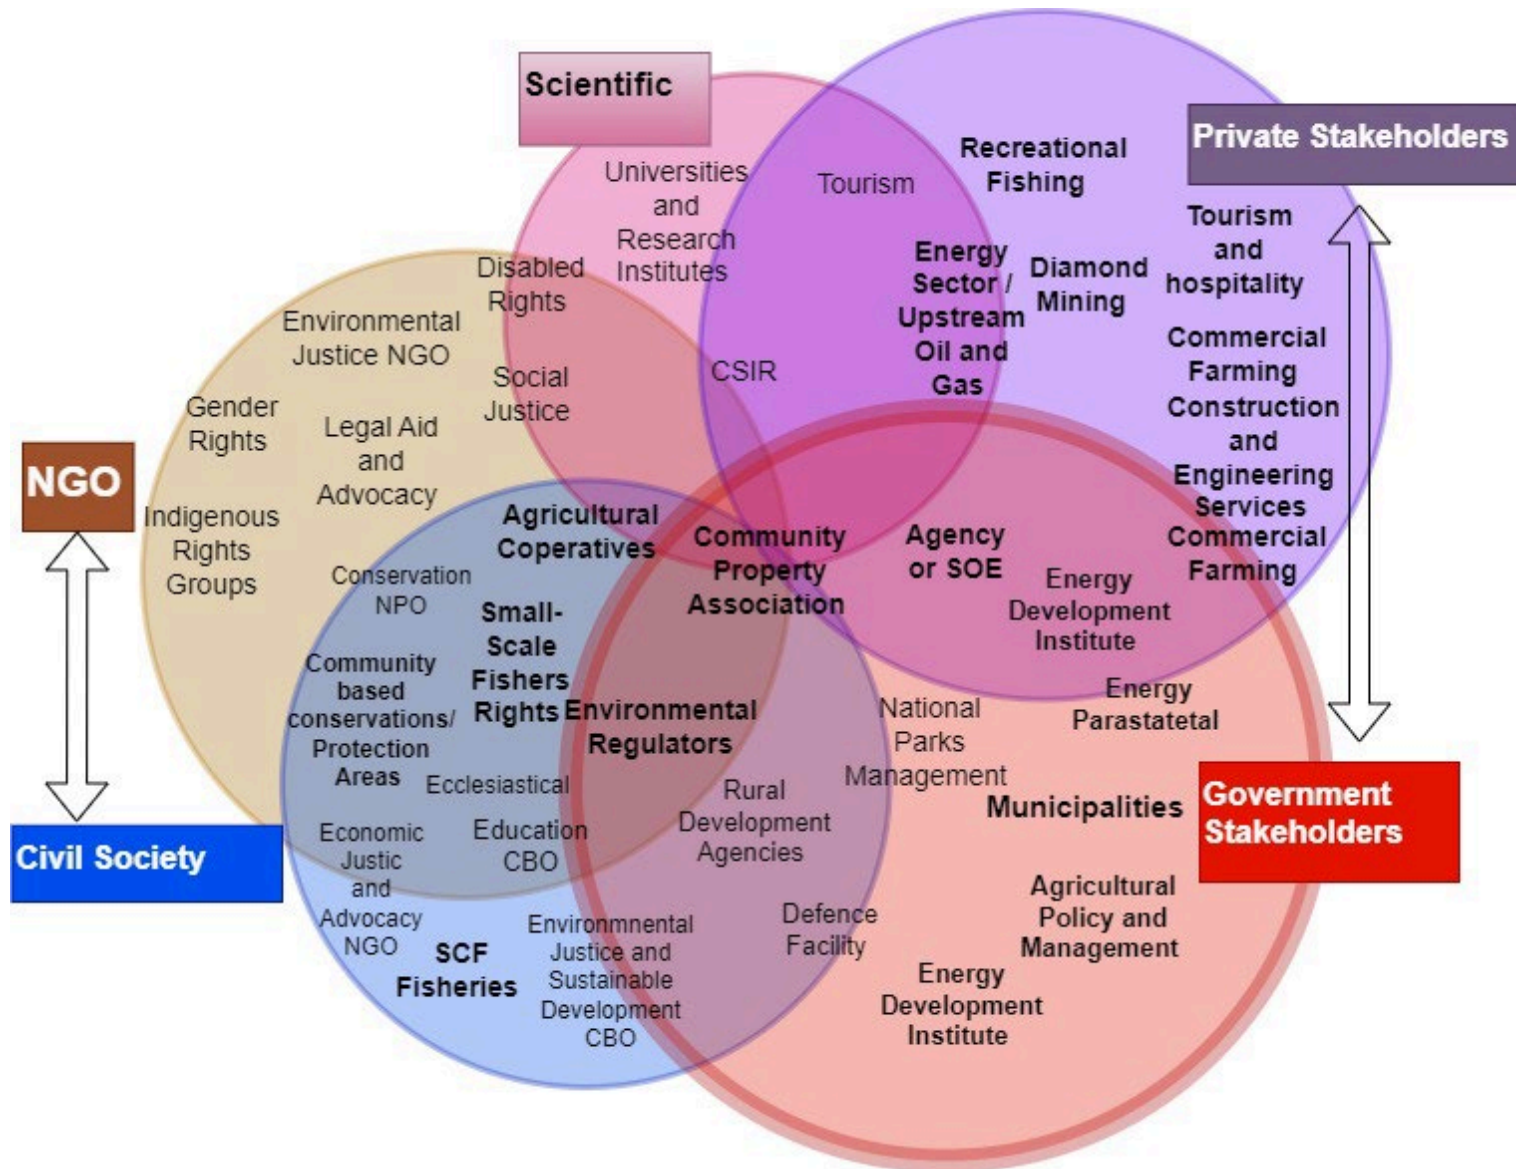 Scientific
Private Stakeholders
Recreational
Fishing
Universities
and
Research
Institutes
Tourism
Tourism
and
hospitality
Energy
Sector /
Upstream
Oil and
Gas
Diamond
Mining
Disabled
Rights
Environmental
Justice NGO
Commercial
Farming
CSIR
Social
Justice
Gender
Rights
Legal Aid
and
Advocacy
Construction
and
Engineering
Services
NGO
Indigenous
Rights
Groups
Agricultural
Coperatives
Community
Property
Association
Agency
or SOE
Commercial
Farming
Conservation
NPO
Energy
Development
Institute
Small-
Scale
Fishers
Rights
Community
based
conservations/
Protection
Areas
Environmental
Regulators
National
Parks
Management
Energy
Parastatetal
Ecclesiastical
Rural
Development
Agencies
Municipalities
Government
Stakeholders
Civil Society
Economic
Justic
and
Advocacy
NGO
Education
CBO
Agricultural
Policy and
Management
Defence
Facility
SCF
Fisheries
Environmnental
Justice and
Sustainable
Development
CBO
Energy
Development
Institute